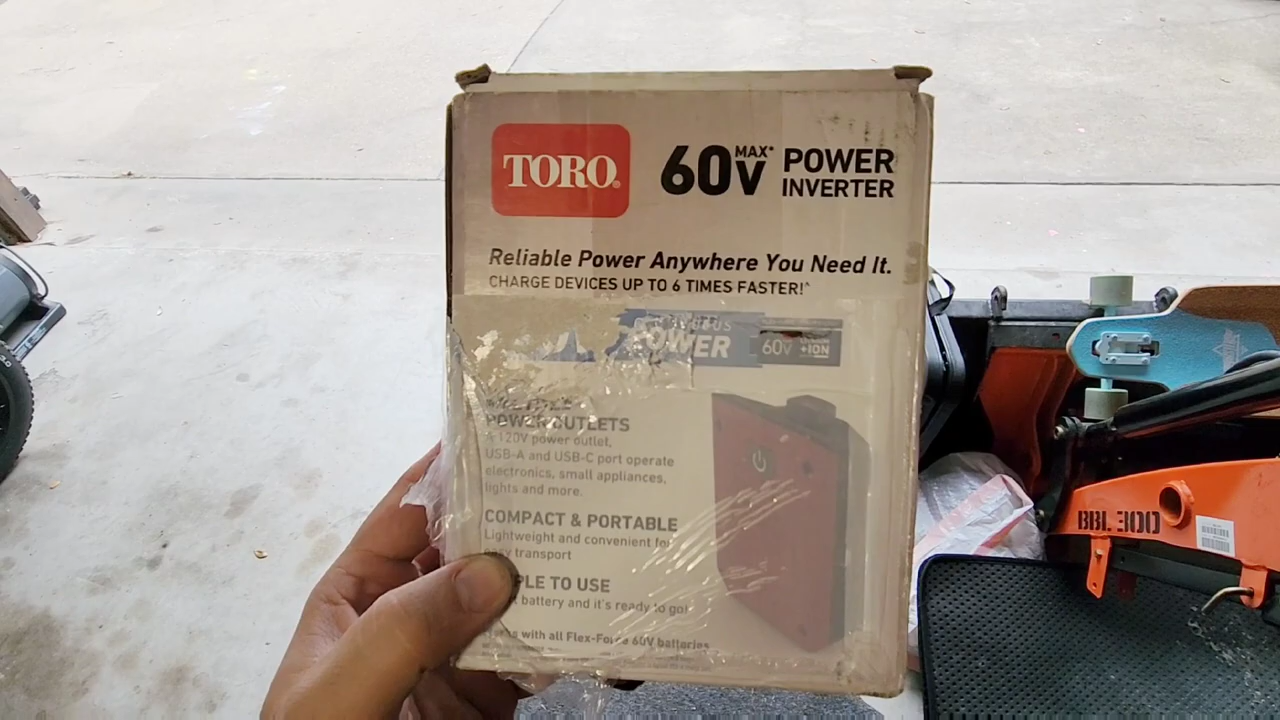 TORO
60V MAX* POWER
INVERTER
Reliable Power Anywhere You Need It.
CHARGE DEVICES UP TO 6 TIMES FASTER!^
POWER
60V
+ION
POWER OUTLETS
120V power outlet,
USB-A and USB-C port operate
electronics, small appliances,
lights and more.
COMPACT & PORTABLE
Lightweight and convenient for
easy transport
TO USE
battery and it's ready to go!
with all Flex-Force 60V batteries
BBL 300